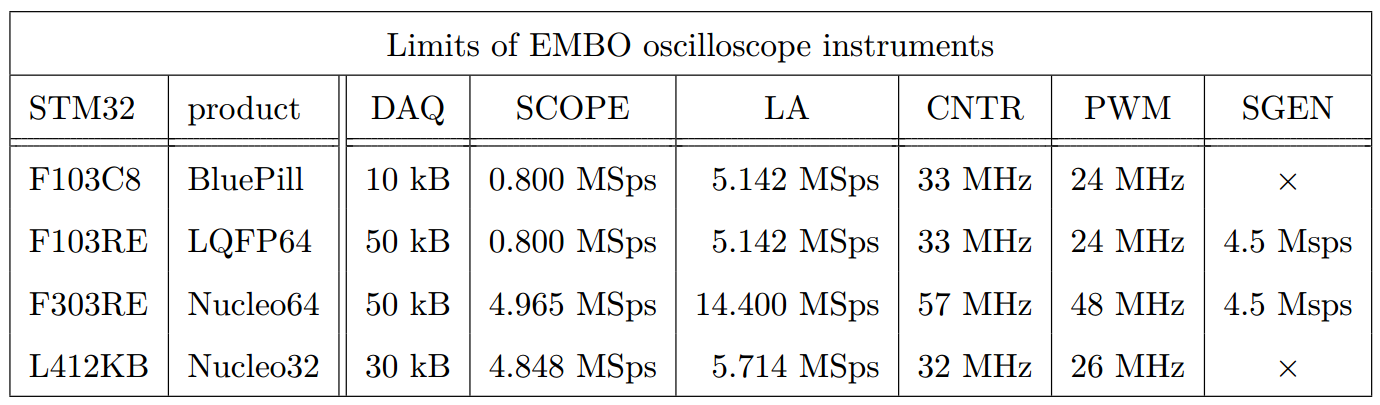 Limits of EMBO oscilloscope instruments
STM32 product DAQ SCOPE LA CNTR PWM SGEN
F103C8 BluePill 10 kB 0.800 MSps 5.142 MSps 33 MHz 24 MHz ×
F103RE LQFP64 50 kB 0.800 MSps 5.142 MSps 33 MHz 24 MHz 4.5 Msps
F303RE Nucleo64 50 kB 4.965 MSps 14.400 MSps 57 MHz 48 MHz 4.5 Msps
L412KB Nucleo32 30 kB 4.848 MSps 5.714 MSps 32 MHz 26 MHz ×